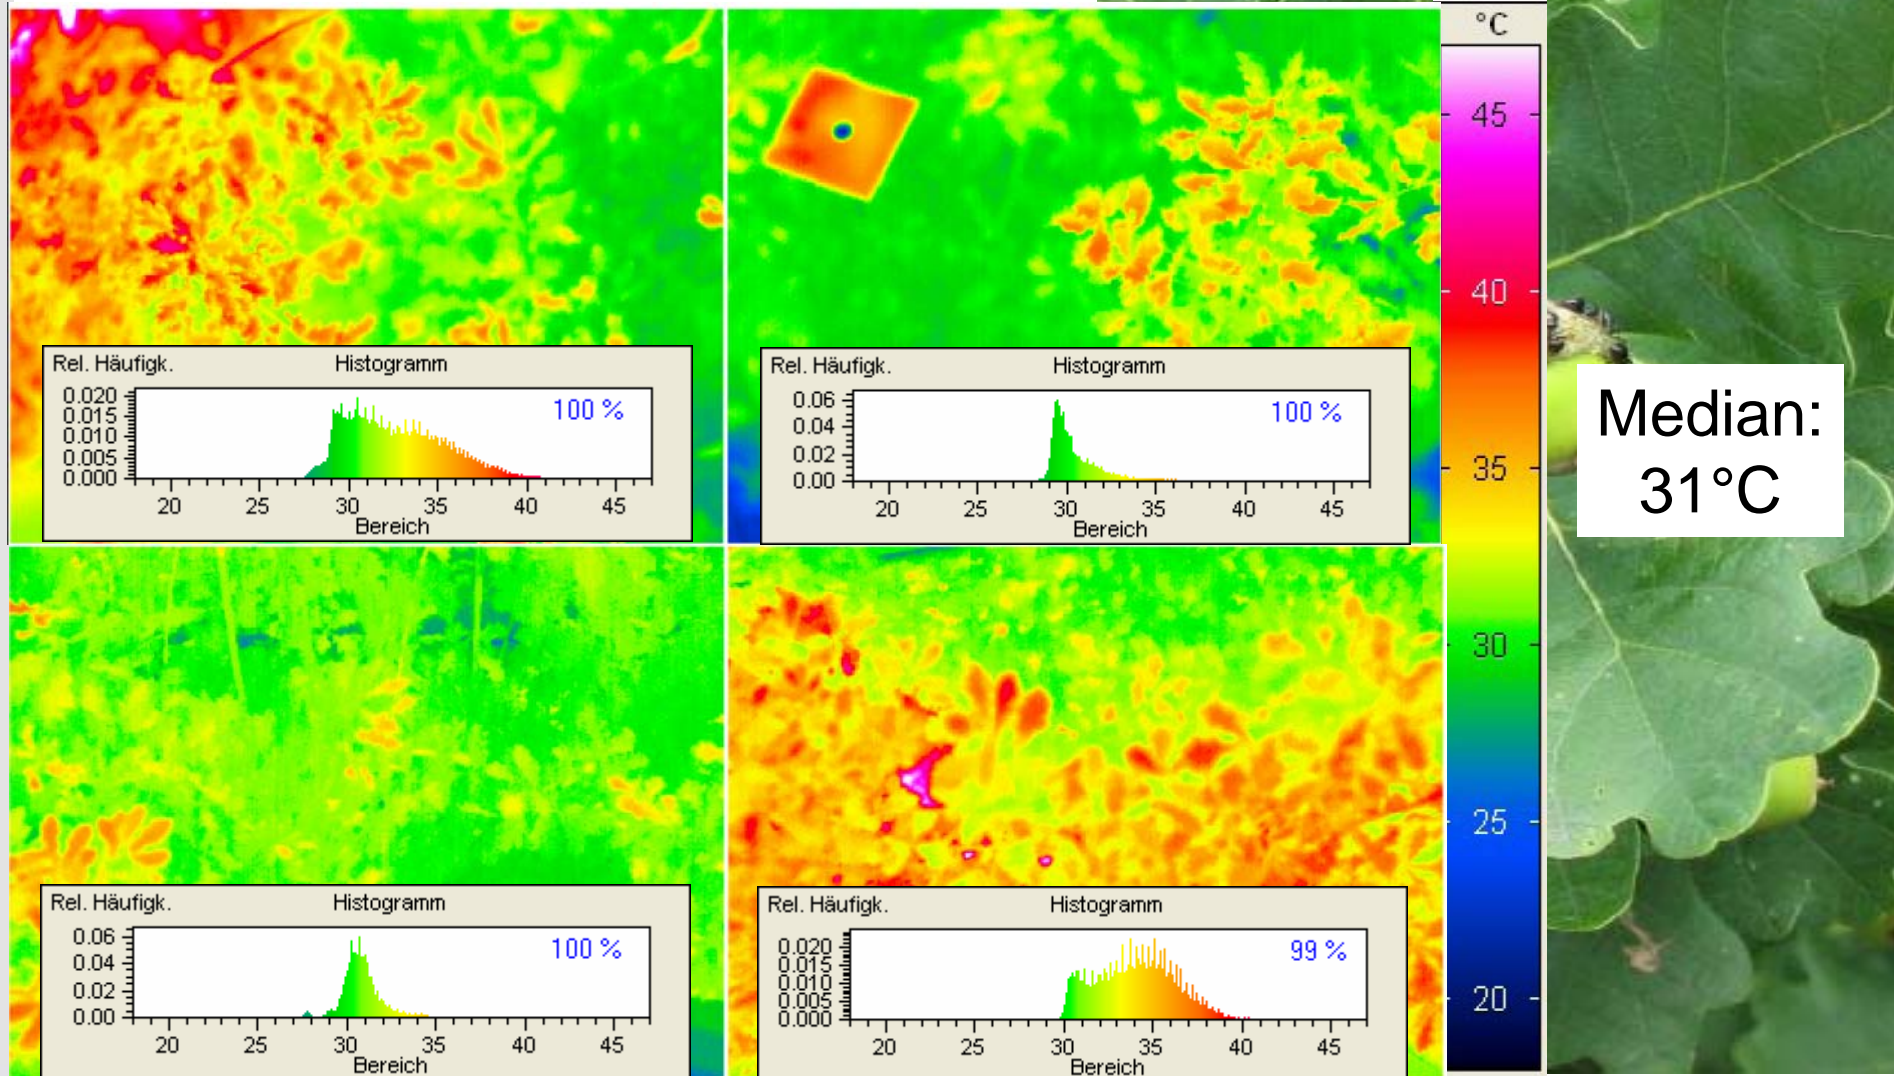 Rel. Häufigk. Histogramm
100 %
0.020
0.015
0.010
0.005
0.000
20 25 30 35 40 45
Bereich
Rel. Häufigk. Histogramm
100 %
0.06
0.04
0.02
0.00
20 25 30 35 40 45
Bereich
Rel. Häufigk. Histogramm
100 %
0.06
0.04
0.02
0.00
20 25 30 35 40 45
Bereich
Rel. Häufigk. Histogramm
99 %
0.020
0.015
0.010
0.005
0.000
20 25 30 35 40 45
Bereich
°C
45
40
35
30
25
20
Median:
31°C